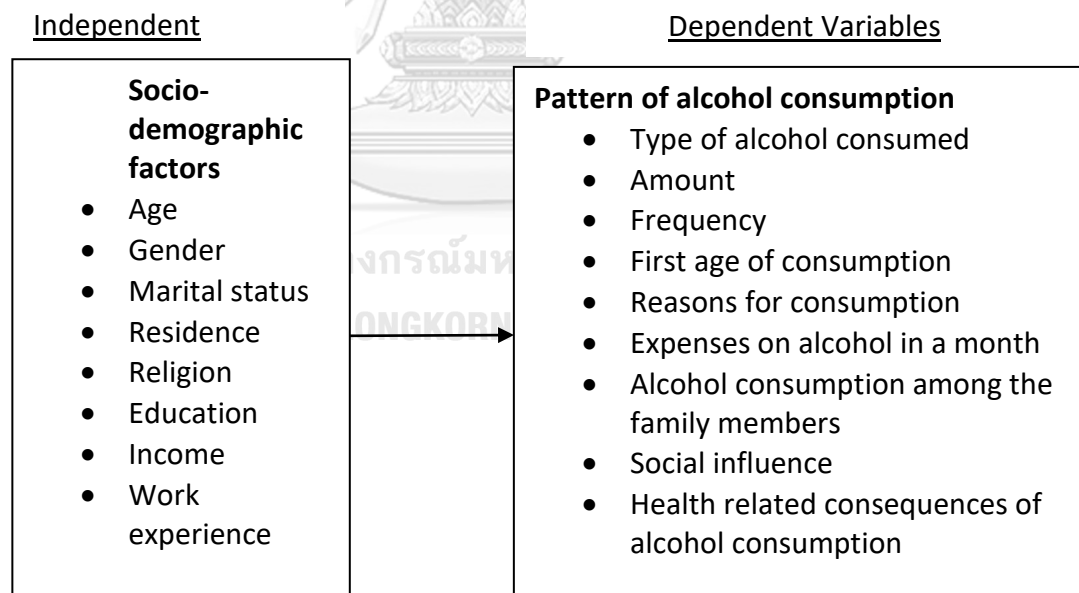 Independent
Dependent Variables
Socio-
demographic
factors
• Age
• Gender
• Marital status
• Residence
• Religion
• Education
• Income
• Work
experience
Pattern of alcohol consumption
• Type of alcohol consumed
• Amount
• Frequency
• First age of consumption
• Reasons for consumption
• Expenses on alcohol in a month
• Alcohol consumption among the
family members
• Social influence
• Health related consequences of
alcohol consumption
งกรณ์มห
ONGKORN